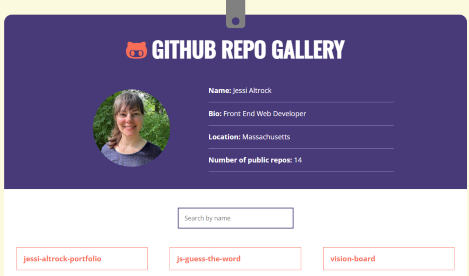 GITHUB REPO GALLERY
Name: Jessi Altrock
Bio: Front End Web Developer
Location: Massachusetts
Number of public repos: 14
Search by name
jessi-altrock-portfolio
js-guess-the-word
vision-board